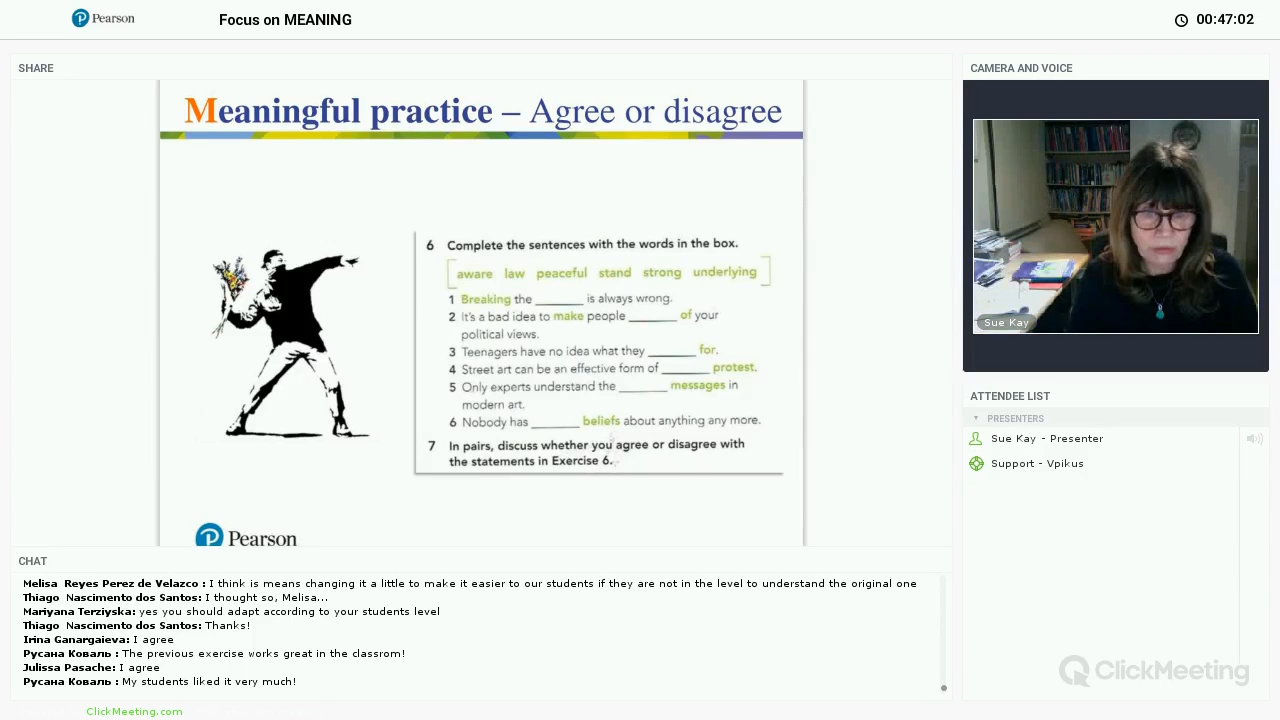 Pearson
Focus on MEANING
00:47:02
SHARE
Meaningful practice – Agree or disagree
6 Complete the sentences with the words in the box.
aware law peaceful stand strong underlying
1 Breaking the ______ is always wrong.
2 It's a bad idea to make people ______ of your
political views.
3 Teenagers have no idea what they ______ for.
4 Street art can be an effective form of ______ protest.
5 Only experts understand the ______ messages in
modern art.
6 Nobody has ______ beliefs about anything any more.
7 In pairs, discuss whether you agree or disagree with
the statements in Exercise 6.
Pearson
CAMERA AND VOICE
Sue Kay
ATTENDEE LIST
PRESENTERS
Sue Kay - Presenter
Support - Vpikus
CHAT
Melisa Reyes Perez de Velazco : I think is means changing it a little to make it easier to our students if they are not in the level to understand the original one
Thiago Nascimento dos Santos: I thought so, Melisa...
Mariyana Terziyska: yes you should adapt according to your students level
Thiago Nascimento dos Santos: Thanks!
Irina Ganargaieva: I agree
Русана Коваль : The previous exercise works great in the classrom!
Julissa Pasache: I agree
Русана Коваль : My students liked it very much!
ClickMeeting
ClickMeeting.com